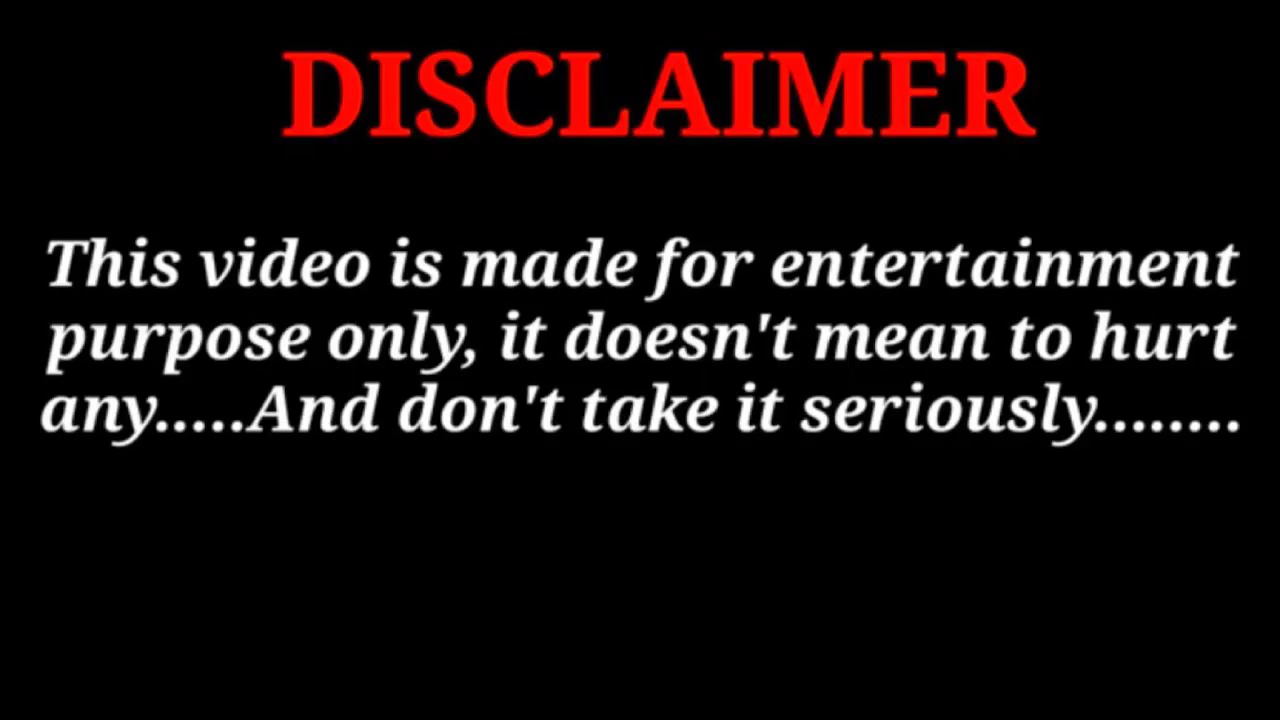 DISCLAIMER
This video is made for entertainment
purpose only, it doesn't mean to hurt
any.....And don't take it seriously........